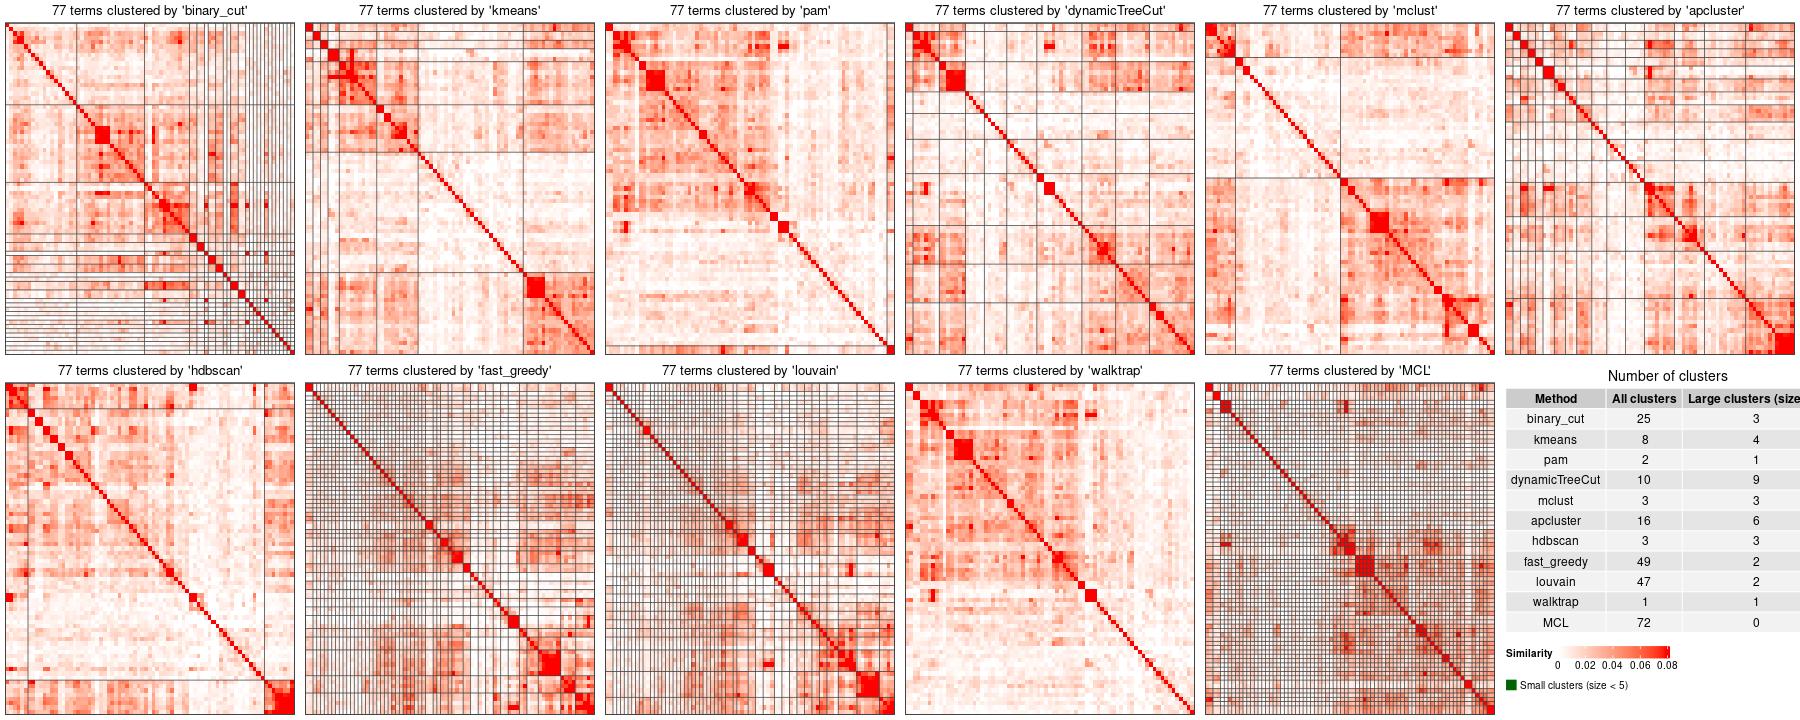 77 terms clustered by 'binary_cut'
77 terms clustered by 'kmeans'
77 terms clustered by 'pam'
77 terms clustered by 'dynamicTreeCut'
77 terms clustered by 'mclust'
77 terms clustered by 'apcluster'
77 terms clustered by 'hdbscan'
77 terms clustered by 'fast_greedy'
77 terms clustered by 'louvain'
77 terms clustered by 'walktrap'
77 terms clustered by 'MCL'
Number of clusters
Method All clusters Large clusters (size
binary_cut 25 3
kmeans 8 4
pam 2 1
dynamicTreeCut 10 9
mclust 3 3
apcluster 16 6
hdbscan 3 3
fast_greedy 49 2
louvain 47 2
walktrap 1 1
MCL 72 0
Similarity
0 0.02 0.04 0.06 0.08
Small clusters (size < 5)